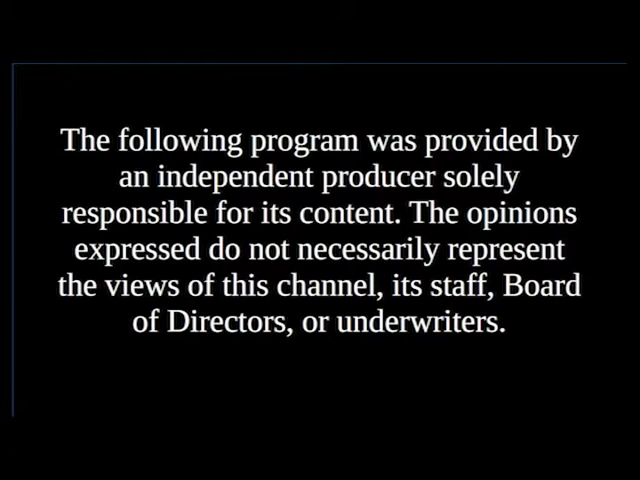 The following program was provided by
an independent producer solely
responsible for its content. The opinions
expressed do not necessarily represent
the views of this channel, its staff, Board
of Directors, or underwriters.